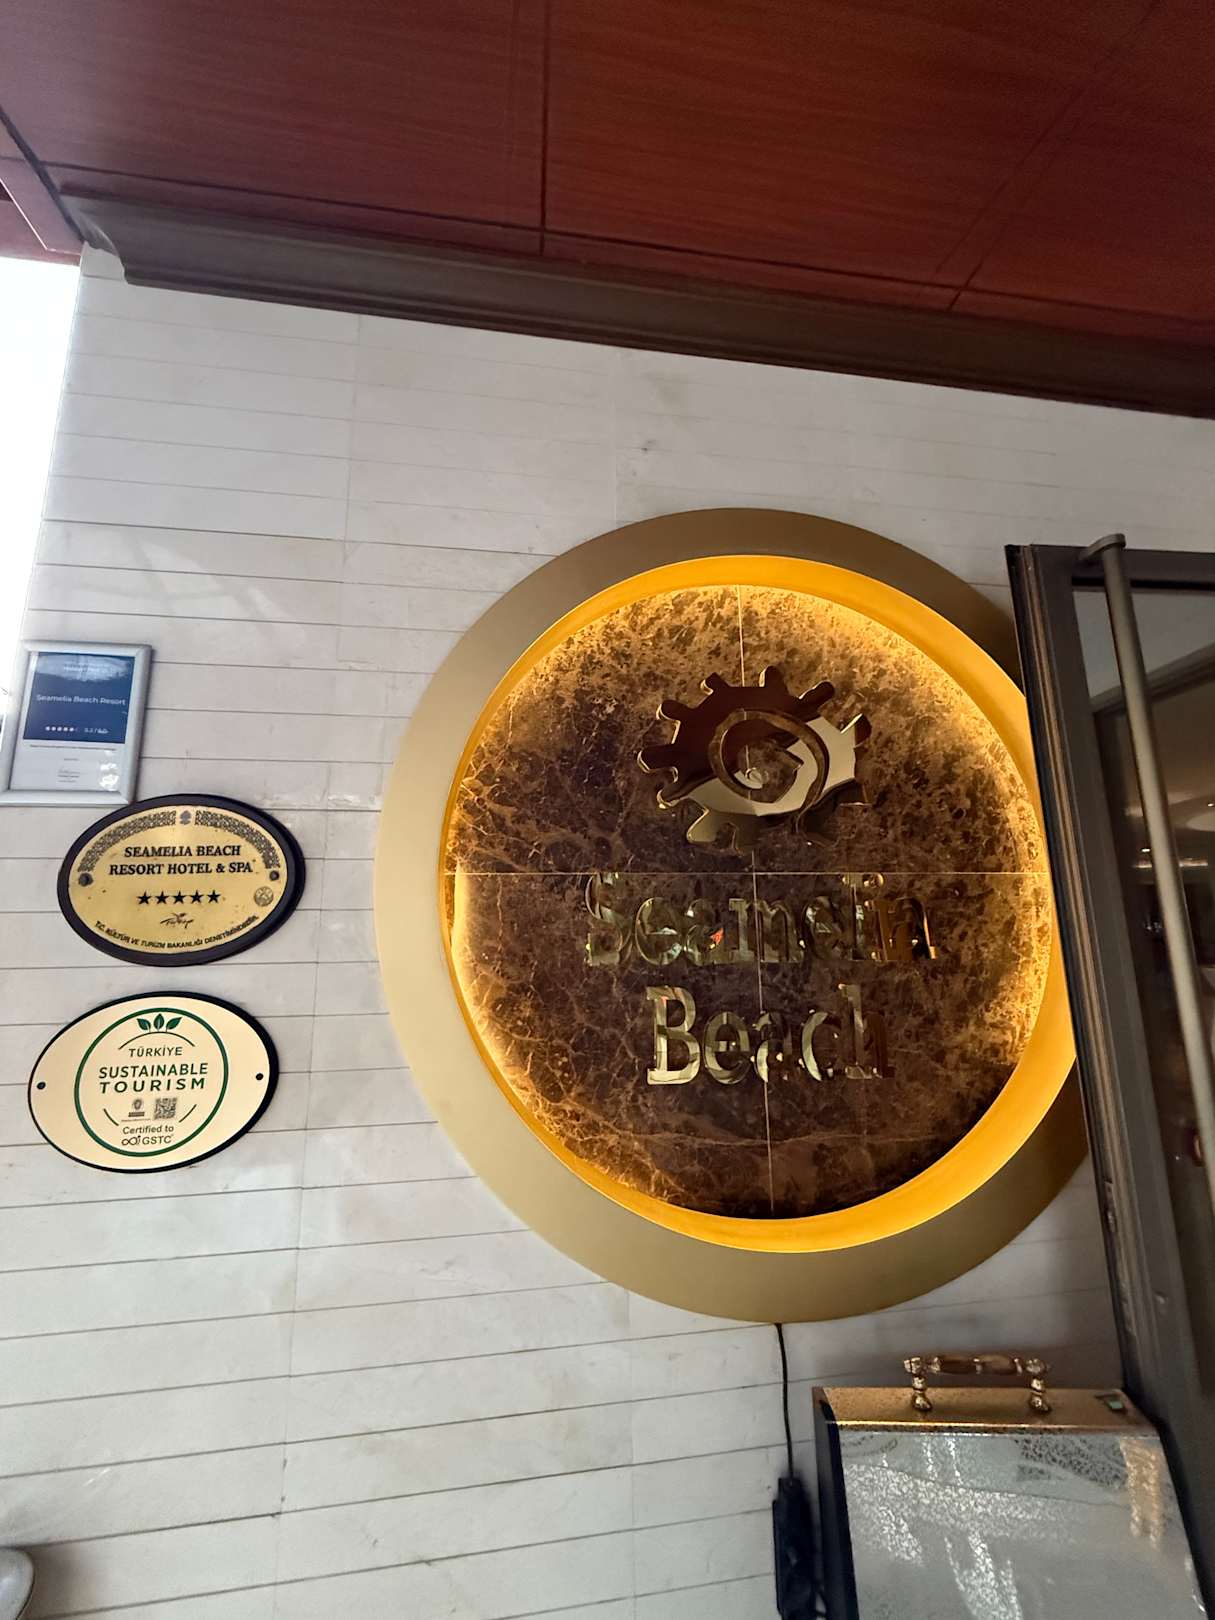 Seamelia Beach Resort
SEAMELIA BEACH
RESORT HOTEL & SPA
★★★★★
Türkiye
T.C. KÜLTÜR VE TURİZM BAKANLIĞI DENETİMİNDEDİR.
TÜRKİYE
SUSTAINABLE
TOURISM
Certified to
GSTC
Seamelia
Beach